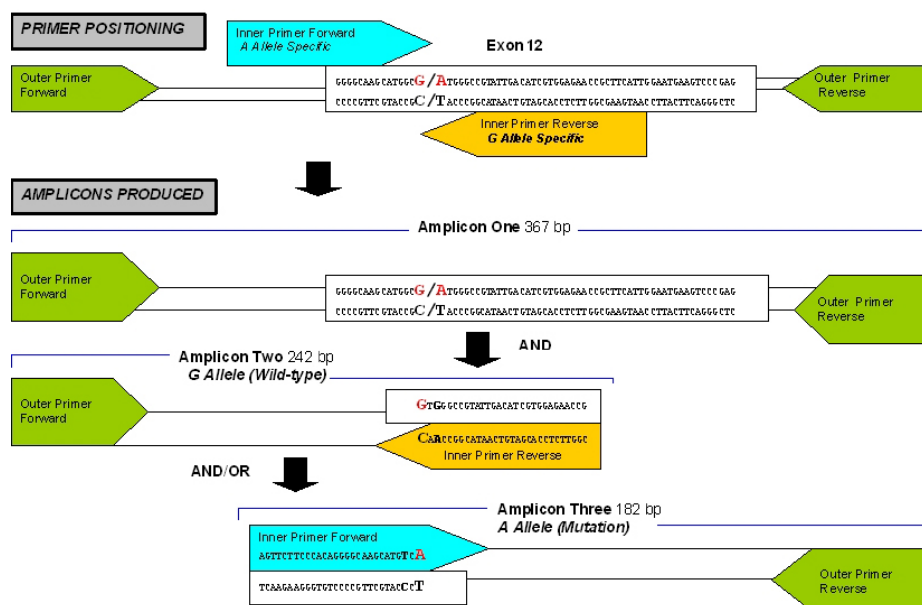 PRIMER POSITIONING
Inner Primer Forward
A Allele Specific
Exon 12
Outer Primer
Forward
GGGGCAAGCATGGCG/ATGGGCCGTATTGACATCGTGGAGAACCGCTTCATTGGAATGAAGTCCCGAG
CCCCGTTCGTACCGC/TACCCGGCATAACTGTAGCACCTCTTGGCGAAGTAACCTTACTTCAGGGCTC
Outer Primer
Reverse
Inner Primer Reverse
G Allele Specific
AMPLICONS PRODUCED
Amplicon One 367 bp
Outer Primer
Forward
GGGGCAAGCATGGCG/ATGGGCCGTATTGACATCGTGGAGAACCGCTTCATTGGAATGAAGTCCCGAG
CCCCGTTCGTACCGC/TACCCGGCATAACTGTAGCACCTCTTGGCGAAGTAACCTTACTTCAGGGCTC
Outer Primer
Reverse
AND
Amplicon Two 242 bp
G Allele (Wild-type)
Outer Primer
Forward
GTGGGCCGTATTGACATCGTGGAGAACCG
CAACCGGCATAACTGTAGCACCTCTTGGC
Inner Primer Reverse
AND/OR
Amplicon Three 182 bp
A Allele (Mutation)
Inner Primer Forward
AGTTCTTCCCACAGGGGCAAGCATGTCA
TCAAGAAGGGTGTCCCCGTTCGTACCCT
Outer Primer
Reverse